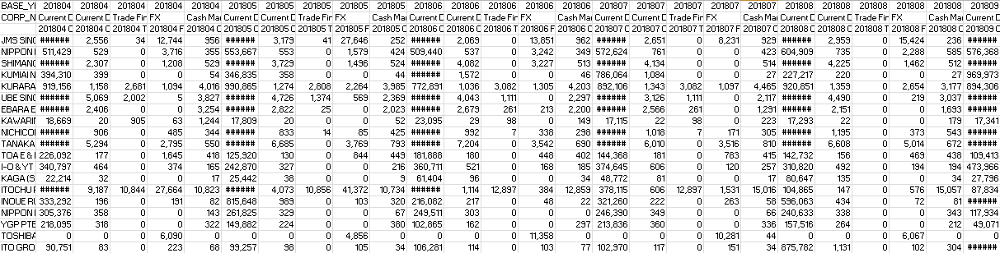 BASE_YI 201804 201804 201804 201804 201804 201805 201805 201805 201805 201805 201806 201806 201806 201806 201806 201807 201807 201807 201807 201807 201808 201808 201808 201808 201808 201809
CORP_N Current D Current D Trade Fin FX Cash Mar Current D Current D Trade Fin FX Cash Mar Current D Current D Trade Fin FX Cash Mar Current D Current D Trade Fin FX Cash Mar Current D Current D Trade Fin FX Cash Mar Current D
201804 C 201804 C 201804 T 201804 F 201804 C 201805 C 201805 C 201805 T 201805 F 201805 C 201806 C 201806 C 201806 T 201806 F 201806 C 201807 C 201807 C 201807 T 201807 F 201807 C 201808 C 201808 C 201808 T 201808 F 201808 C 201809 C
JMS SING ###### 2,556 34 12,744 956 ###### 3,179 41 27,646 252 ###### 2,069 0 13,851 962 ###### 2,651 0 8,231 929 ###### 2,959 0 15,424 236 ######
NIPPON I 511,429 529 0 3,716 355 553,667 553 0 1,579 424 509,440 537 0 3,242 349 572,624 761 0 0 423 604,909 735 0 2,288 585 576,368
SHIMANO ###### 2,307 0 1,208 529 ###### 3,729 0 1,496 524 ###### 4,082 0 3,227 513 ###### 4,134 0 0 514 ###### 4,225 0 1,462 512 ######
KUMIAI N 394,310 399 0 0 54 346,835 358 0 0 44 ###### 1,572 0 0 46 786,064 1,084 0 0 27 227,217 220 0 0 27 969,973
KURARA 919,156 1,158 2,681 1,094 4,016 990,865 1,274 2,808 2,264 3,985 772,891 1,036 3,082 1,305 4,203 892,106 1,343 3,082 1,097 4,465 920,851 1,359 0 2,654 3,177 894,306
UBE SING ###### 5,069 2,002 5 3,827 ###### 4,726 1,374 569 2,369 ###### 4,043 1,111 0 2,297 ###### 3,126 1,111 0 2,117 ###### 4,490 0 219 3,037 ######
EBARA E ###### 2,406 0 0 3,254 ###### 2,822 25 0 2,023 ###### 2,679 261 213 2,200 ###### 2,566 261 0 1,291 ###### 2,151 0 0 1,693 ######
KAWARIN 18,669 20 905 63 1,244 17,809 20 0 0 52 23,095 29 98 0 149 17,115 22 98 0 223 17,293 22 0 0 179 17,341
NICHICOI ###### 906 0 485 344 ###### 833 14 85 425 ###### 992 7 338 298 ###### 1,018 7 171 305 ###### 1,195 0 373 543 ######
TANAKA ###### 5,294 0 2,795 550 ###### 6,685 0 3,769 793 ###### 7,204 0 3,542 690 ###### 6,010 0 3,516 810 ###### 6,608 0 5,014 672 ######
TOA E & I 226,092 177 0 1,645 418 125,920 130 0 844 449 181,888 180 0 448 402 144,368 181 0 783 415 142,732 156 0 469 438 109,413
I-O & YT 340,797 464 0 374 165 242,870 327 0 0 216 360,711 521 0 168 185 374,645 606 0 120 257 310,820 492 0 194 194 473,966
KAGA (S 22,214 32 0 0 17 25,442 38 0 0 9 61,404 96 0 0 34 48,772 81 0 0 17 80,647 135 0 0 34 27,796
ITOCHU I ###### 9,187 10,844 27,664 10,823 ###### 4,073 10,856 41,372 10,734 ###### 1,114 12,897 384 12,859 378,115 606 12,897 1,531 15,016 104,865 147 0 576 15,057 87,834
INOUE RI 333,292 196 0 191 82 815,648 989 0 103 320 216,082 217 0 48 22 321,260 222 0 263 58 596,063 434 0 72 81 ######
NIPPON I 305,376 358 0 0 143 261,825 329 0 0 67 249,511 303 0 0 0 246,390 349 0 0 66 240,633 338 0 0 343 117,934
YGP PTE 218,095 318 0 0 322 149,882 224 0 0 380 102,865 162 0 0 297 213,836 360 0 0 336 157,516 264 0 0 212 49,071
TOSHIBA 0 0 0 6,090 0 0 0 0 4,856 0 0 0 0 11,358 0 0 0 0 10,281 44 0 0 0 6,067 0 0
ITO GRO 90,751 83 0 223 68 99,257 98 0 105 34 106,281 114 0 103 77 102,970 117 0 151 34 875,782 1,131 0 102 304 ######